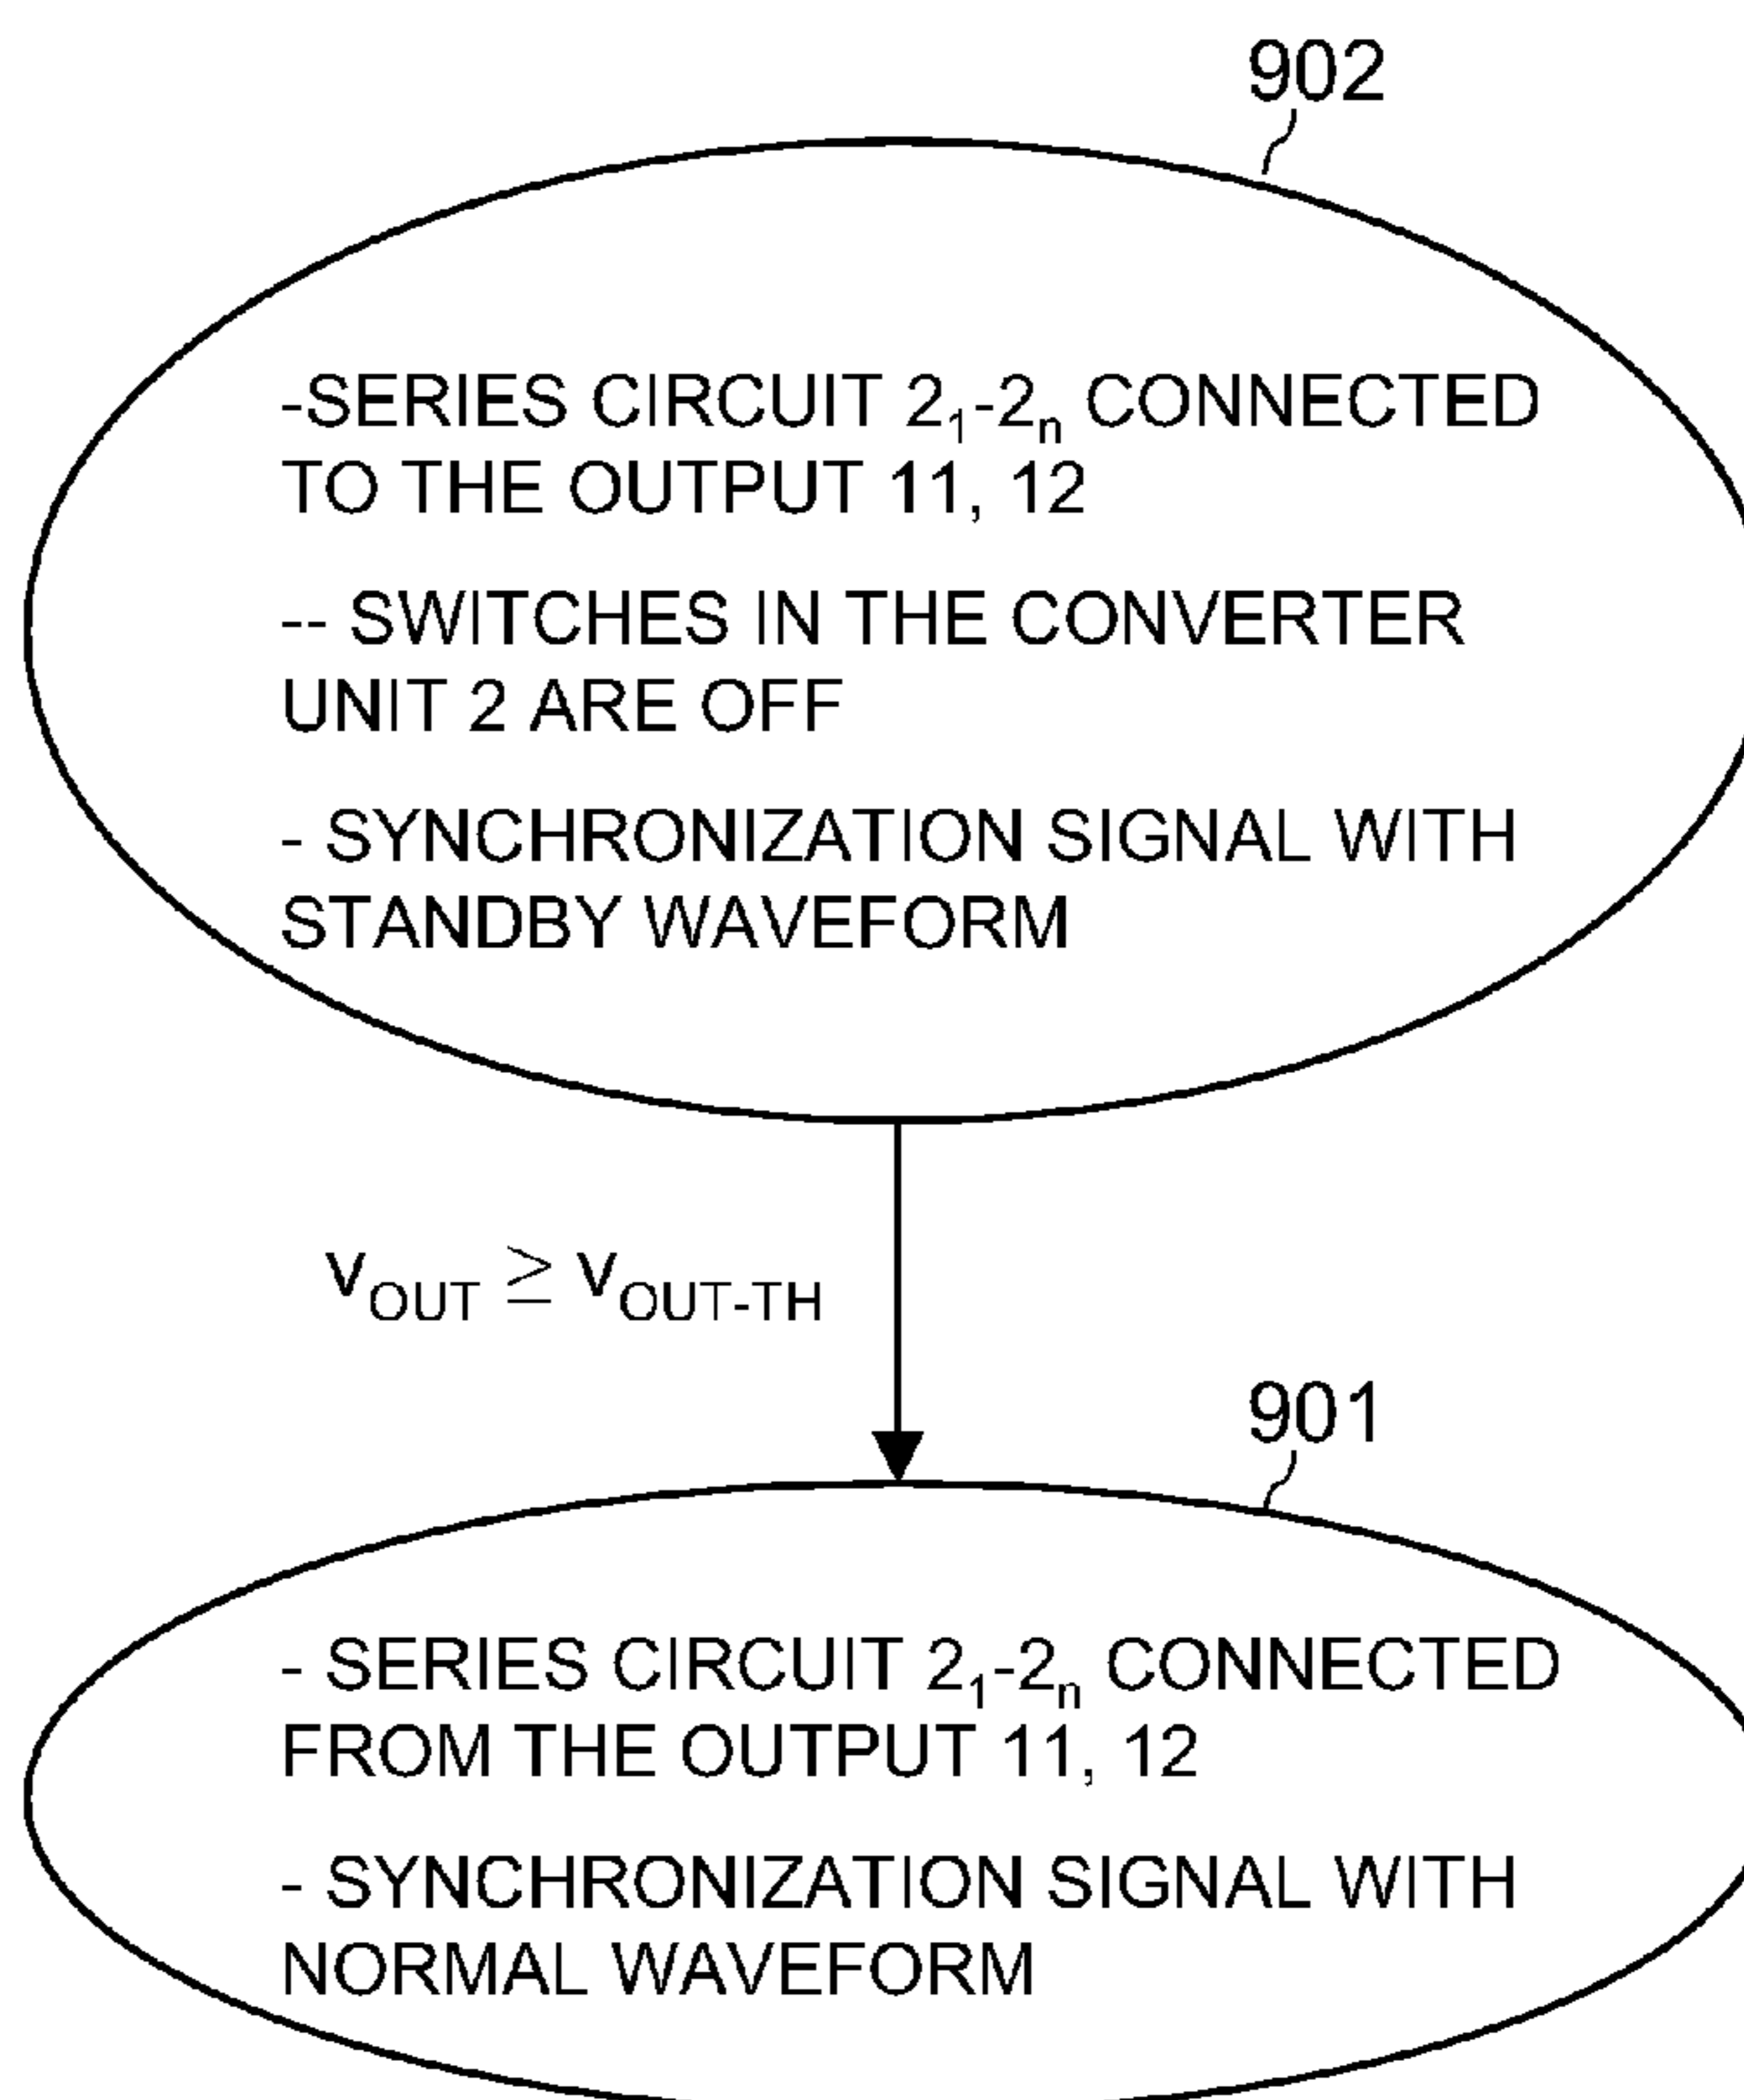 902
-SERIES CIRCUIT 2₁-2ₙ CONNECTED
TO THE OUTPUT 11, 12
-- SWITCHES IN THE CONVERTER
UNIT 2 ARE OFF
- SYNCHRONIZATION SIGNAL WITH
STANDBY WAVEFORM
V_OUT ≥ V_OUT-TH
901
- SERIES CIRCUIT 2₁-2ₙ CONNECTED
FROM THE OUTPUT 11, 12
- SYNCHRONIZATION SIGNAL WITH
NORMAL WAVEFORM